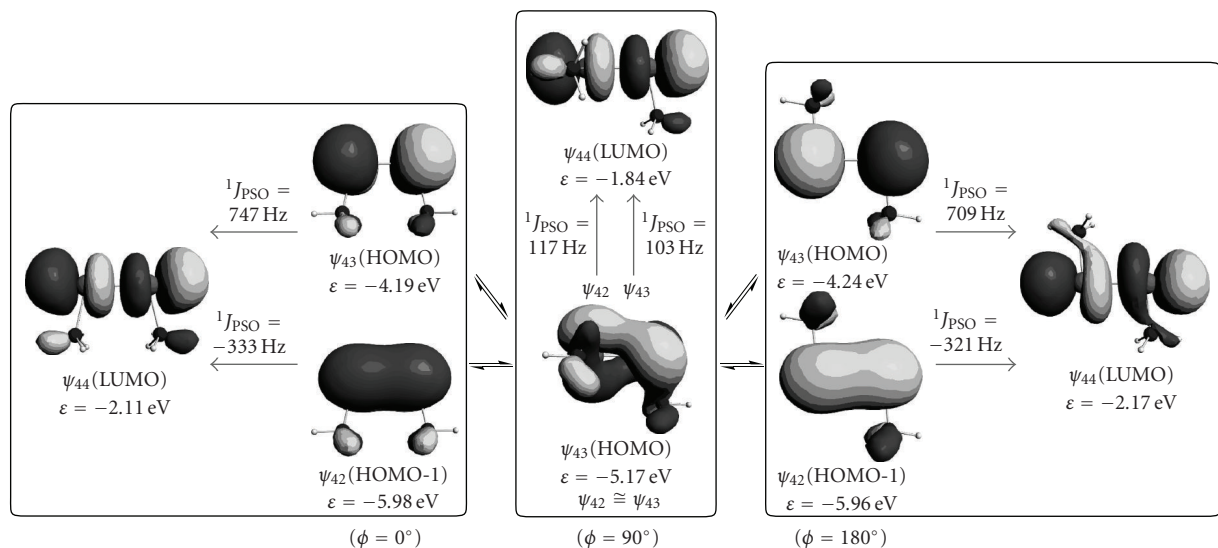 ¹J_PSO =
747 Hz
ψ₄₃(HOMO)
ε = −4.19 eV
ψ₄₄(LUMO)
ε = −2.11 eV
¹J_PSO =
−333 Hz
ψ₄₂(HOMO-1)
ε = −5.98 eV
(ϕ = 0°)
ψ₄₄(LUMO)
ε = −1.84 eV
¹J_PSO =
117 Hz
¹J_PSO =
103 Hz
ψ₄₂ ψ₄₃
ψ₄₃(HOMO)
ε = −5.17 eV
ψ₄₂ ≅ ψ₄₃
(ϕ = 90°)
ψ₄₃(HOMO)
ε = −4.24 eV
¹J_PSO =
709 Hz
¹J_PSO =
−321 Hz
ψ₄₄(LUMO)
ε = −2.17 eV
ψ₄₂(HOMO-1)
ε = −5.96 eV
(ϕ = 180°)